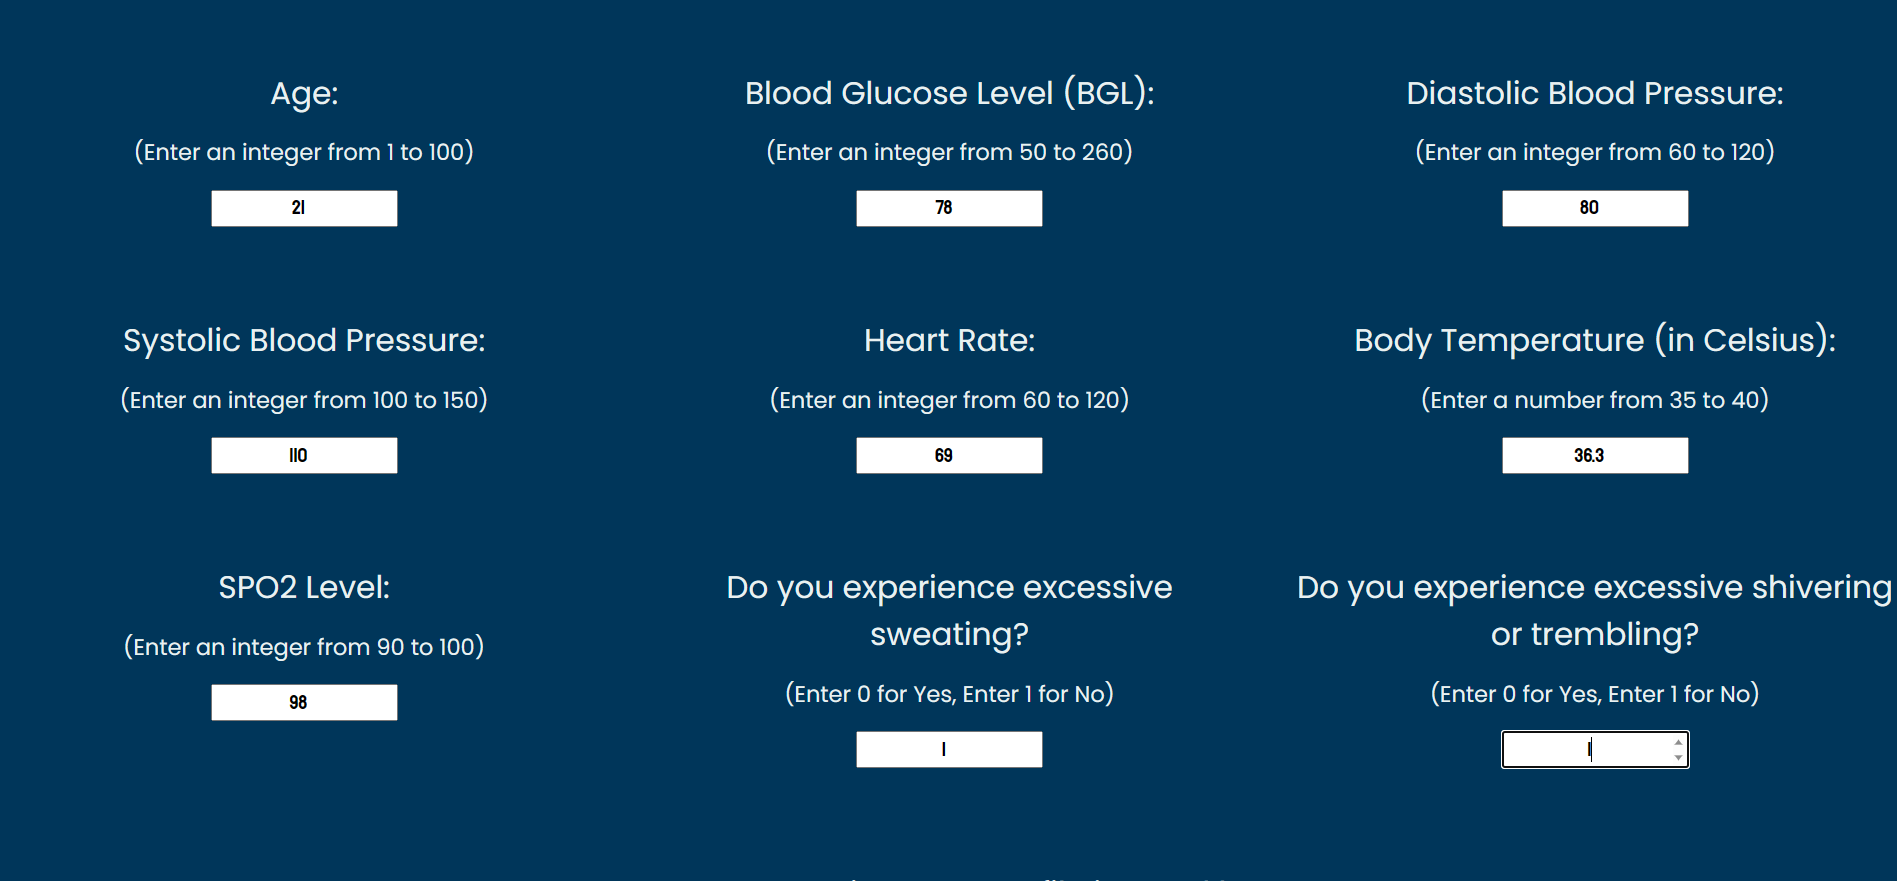 Age:
(Enter an integer from 1 to 100)
21
Blood Glucose Level (BGL):
(Enter an integer from 50 to 260)
78
Diastolic Blood Pressure:
(Enter an integer from 60 to 120)
80
Systolic Blood Pressure:
(Enter an integer from 100 to 150)
110
Heart Rate:
(Enter an integer from 60 to 120)
69
Body Temperature (in Celsius):
(Enter a number from 35 to 40)
36.3
SPO2 Level:
(Enter an integer from 90 to 100)
98
Do you experience excessive
sweating?
(Enter 0 for Yes, Enter 1 for No)
1
Do you experience excessive shivering
or trembling?
(Enter 0 for Yes, Enter 1 for No)
1